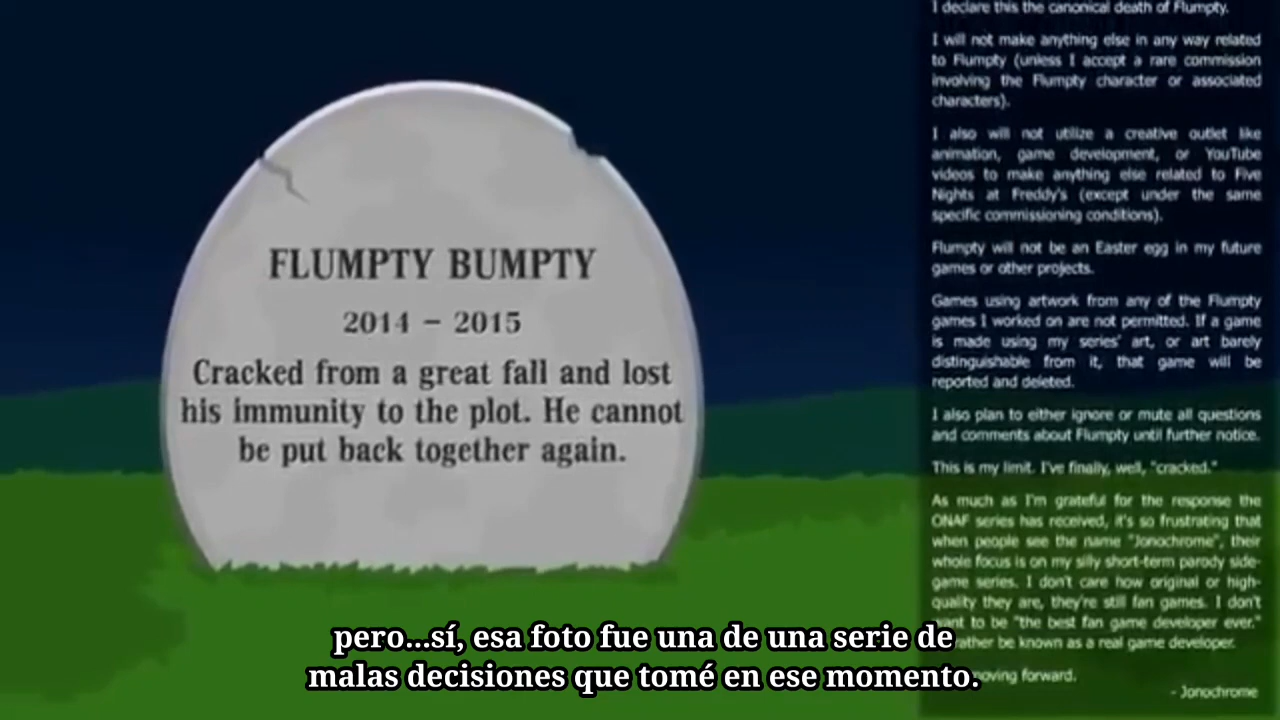 FLUMPTY BUMPTY
2014 – 2015
Cracked from a great fall and lost
his immunity to the plot. He cannot
be put back together again.
I declare this the canonical death of Flumpty.
I will not make anything else in any way related
to Flumpty (unless I accept a rare commission
involving the Flumpty character or associated
characters).
I also will not utilize a creative outlet like
animation, game development, or YouTube
videos to make anything else related to Five
Nights at Freddy's (except under the same
specific commissioning conditions).
Flumpty will not be an Easter egg in my future
games or other projects.
Games using artwork from any of the Flumpty
games I worked on are not permitted. If a game
is made using my series' art, or art barely
distinguishable from it, that game will be
reported and deleted.
I also plan to either ignore or mute all questions
and comments about Flumpty until further notice.
This is my limit. I've finally, well, "cracked."
As much as I'm grateful for the response the
ONAF series has received, it's so frustrating that
when people see the name "Jonochrome", their
whole focus is on my silly short-term parody side-
game series. I don't care how original or high-
quality they are, they're still fan games. I don't
want to be "the best fan game developer ever."
rather be known as a real game developer.
moving forward.
- Jonochrome
pero...sí, esa foto fue una de una serie de
malas decisiones que tomé en ese momento.